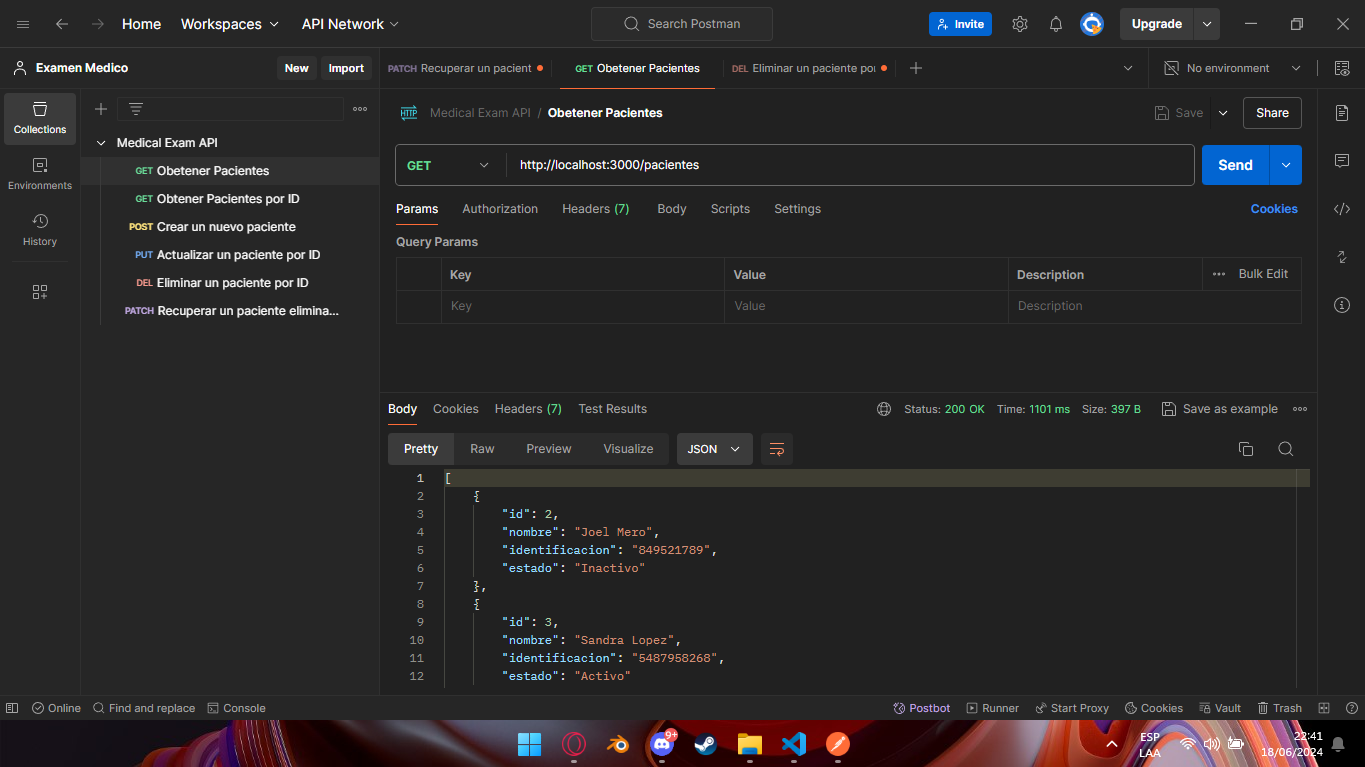 Home Workspaces API Network Search Postman Invite Upgrade
Examen Medico New Import PATCH Recuperar un pacient GET Obetener Pacientes DEL Eliminar un paciente por No environment
Collections
Environments
History
Medical Exam API
GET Obetener Pacientes
GET Obtener Pacientes por ID
POST Crear un nuevo paciente
PUT Actualizar un paciente por ID
DEL Eliminar un paciente por ID
PATCH Recuperar un paciente elimina...
HTTP Medical Exam API / Obetener Pacientes Save Share
GET http://localhost:3000/pacientes Send
Params Authorization Headers (7) Body Scripts Settings Cookies
Query Params
Key Value Description Bulk Edit
Key Value Description
Body Cookies Headers (7) Test Results Status: 200 OK Time: 1101 ms Size: 397 B Save as example
Pretty Raw Preview Visualize JSON
1 [
2 {
3 "id": 2,
4 "nombre": "Joel Mero",
5 "identificacion": "849521789",
6 "estado": "Inactivo"
7 },
8 {
9 "id": 3,
10 "nombre": "Sandra Lopez",
11 "identificacion": "5487958268",
12 "estado": "Activo"
Online Find and replace Console Postbot Runner Start Proxy Cookies Vault Trash
9+
ESP
LAA
22:41
18/06/2024